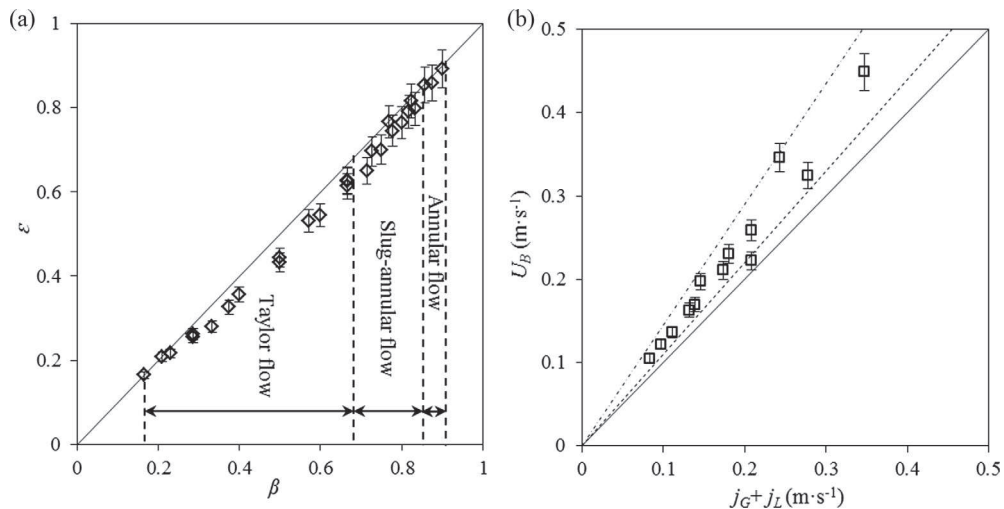 (a)
1
0.8
0.6
0.4
0.2
0
0
0.2
0.4
0.6
0.8
1
ε
β
Taylor flow
Slug-annular flow
Annular flow
(b)
0.5
0.4
0.3
0.2
0.1
0
0
0.1
0.2
0.3
0.4
0.5
U_B (m·s⁻¹)
j_G+j_L (m·s⁻¹)